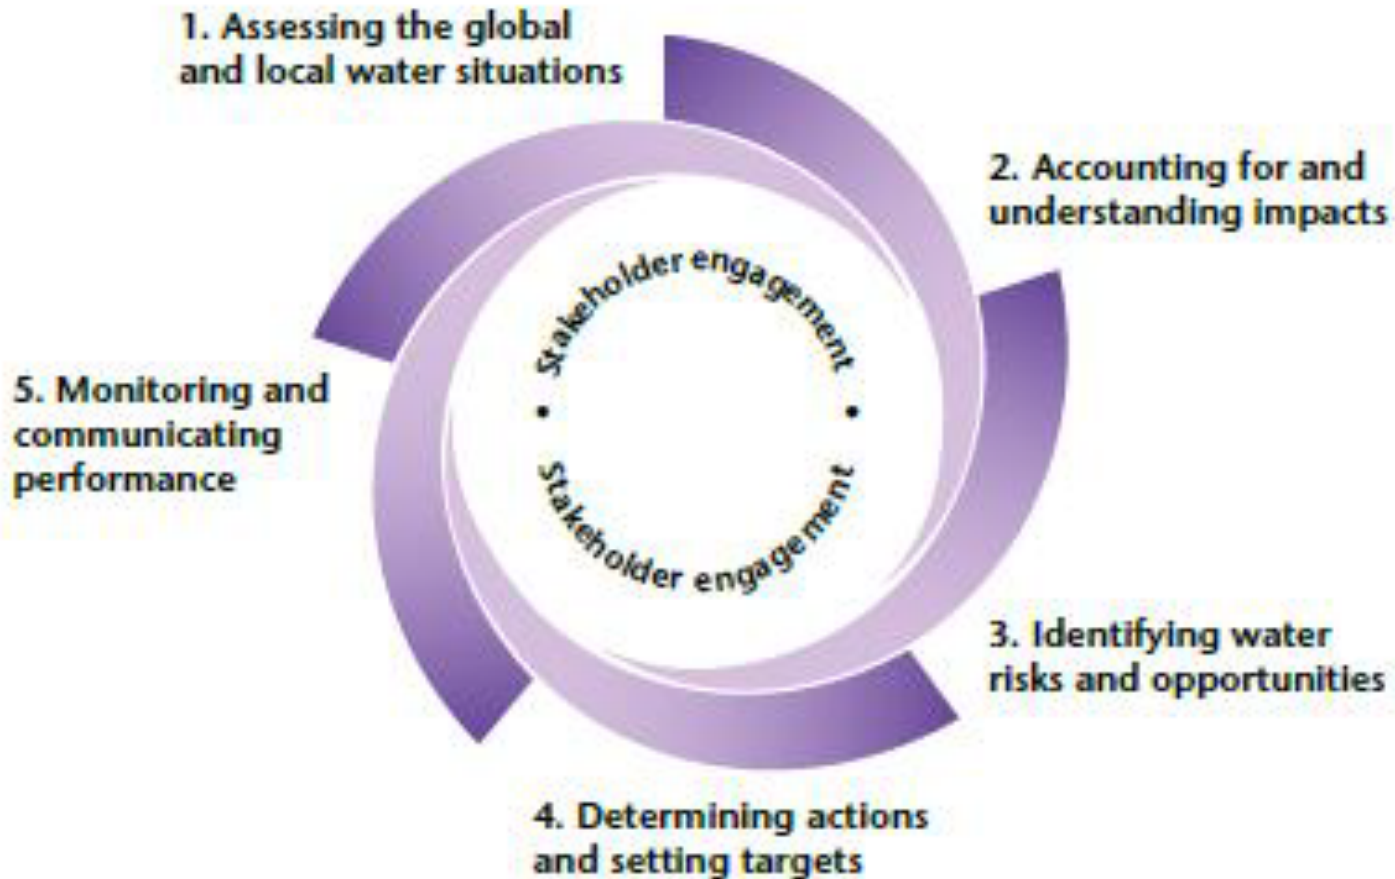 1. Assessing the global
and local water situations
2. Accounting for and
understanding impacts
Stakeholder engagement
•
•
Stakeholder engagement
5. Monitoring and
communicating
performance
3. Identifying water
risks and opportunities
4. Determining actions
and setting targets